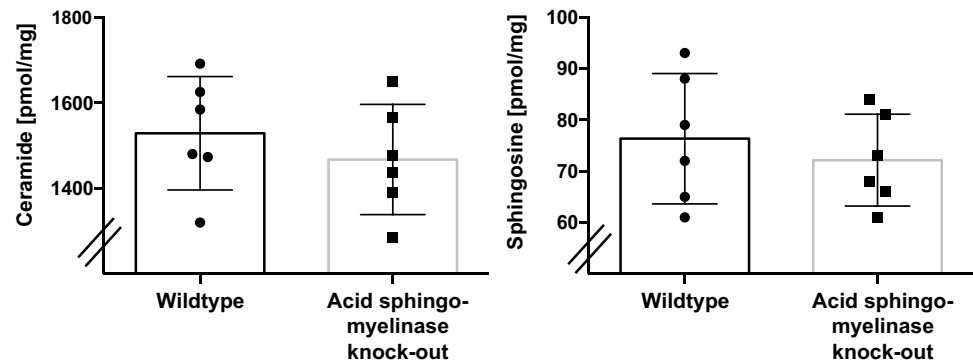 Ceramide [pmol/mg]
1800
1600
1400
Wildtype
Acid sphingo-
myelinase
knock-out
Sphingosine [pmol/mg]
100
90
80
70
60
Wildtype
Acid sphingo-
myelinase
knock-out